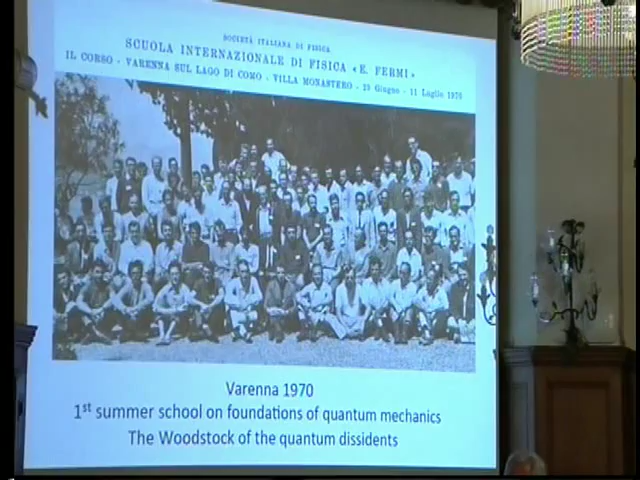 SOCIETÀ ITALIANA DI FISICA
SCUOLA INTERNAZIONALE DI FISICA «E. FERMI»
IL CORSO - VARENNA SUL LAGO DI COMO - VILLA MONASTERO - 29 Giugno - 11 Luglio 1970
Varenna 1970
1st summer school on foundations of quantum mechanics
The Woodstock of the quantum dissidents